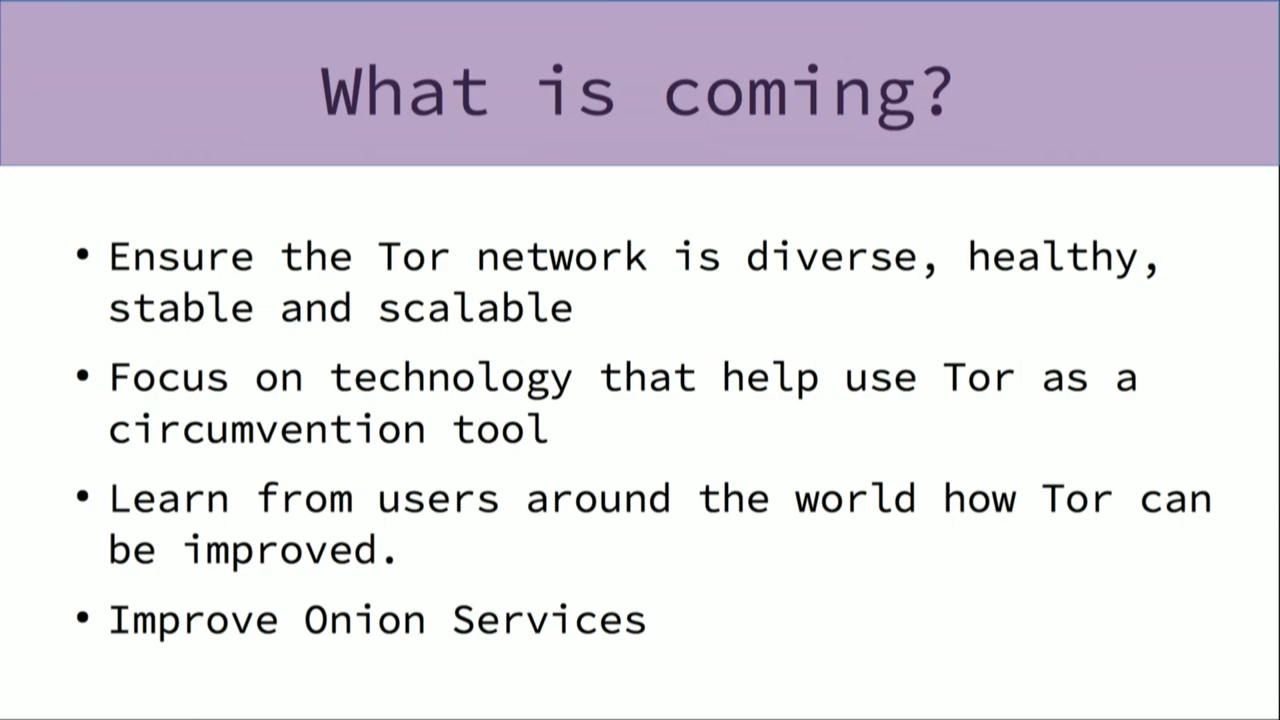 What is coming?
• Ensure the Tor network is diverse, healthy,
stable and scalable
• Focus on technology that help use Tor as a
circumvention tool
• Learn from users around the world how Tor can
be improved.
• Improve Onion Services